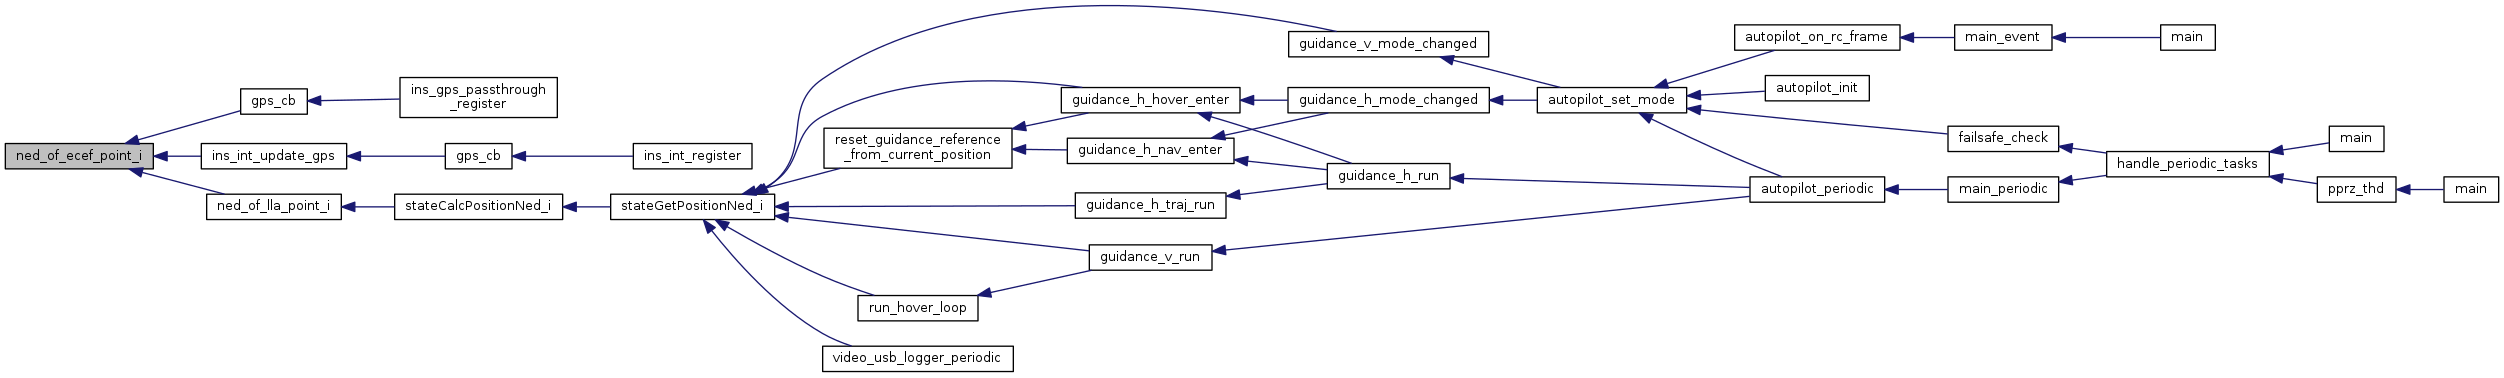 ned_of_ecef_point_i
gps_cb
ins_gps_passthrough
_register
ins_int_update_gps
gps_cb
ins_int_register
ned_of_lla_point_i
stateCalcPositionNed_i
stateGetPositionNed_i
guidance_v_mode_changed
guidance_h_hover_enter
guidance_h_mode_changed
reset_guidance_reference
_from_current_position
guidance_h_nav_enter
guidance_h_run
guidance_h_traj_run
guidance_v_run
run_hover_loop
video_usb_logger_periodic
autopilot_set_mode
autopilot_on_rc_frame
main_event
main
autopilot_init
failsafe_check
autopilot_periodic
main_periodic
handle_periodic_tasks
main
pprz_thd
main